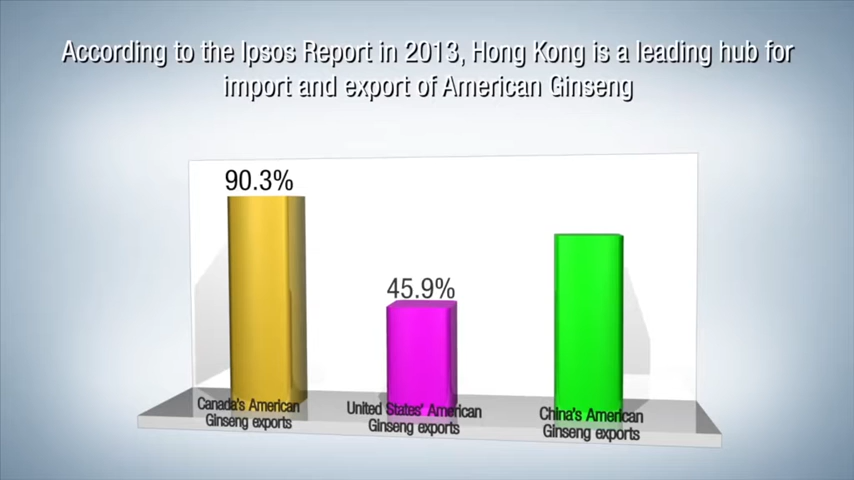 According to the Ipsos Report in 2013, Hong Kong is a leading hub for
import and export of American Ginseng
90.3%
45.9%
Canada's American
Ginseng exports
United States' American
Ginseng exports
China's American
Ginseng exports